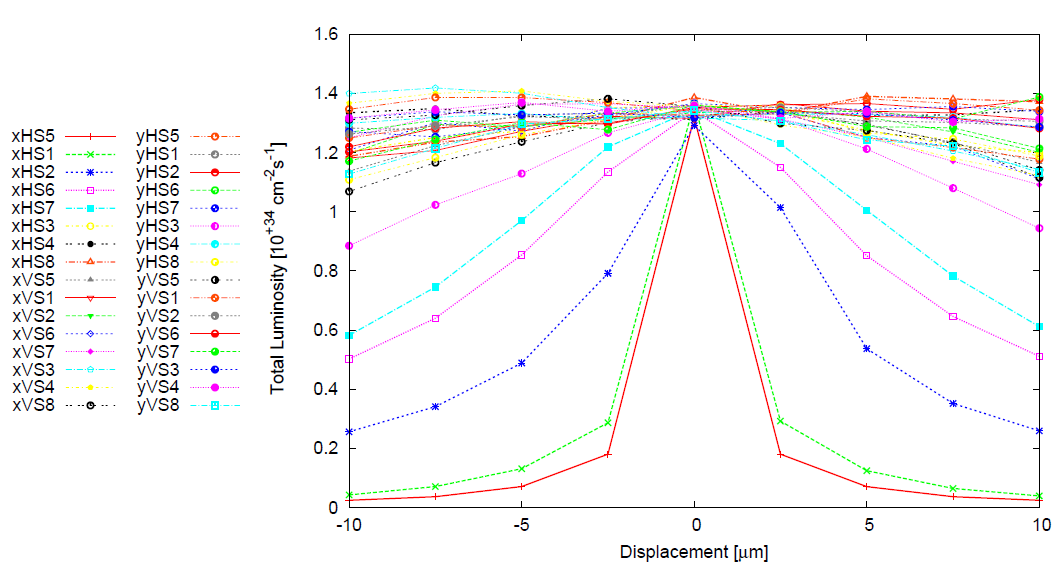 xHS5 yHS5
xHS1 yHS1
xHS2 yHS2
xHS6 yHS6
xHS7 yHS7
xHS3 yHS3
xHS4 yHS4
xHS8 yHS8
xVS5 yVS5
xVS1 yVS1
xVS2 yVS2
xVS6 yVS6
xVS7 yVS7
xVS3 yVS3
xVS4 yVS4
xVS8 yVS8
Total Luminosity [10+34 cm-2s-1]
1.6
1.4
1.2
1
0.8
0.6
0.4
0.2
0
-10 -5 0 5 10
Displacement [μm]